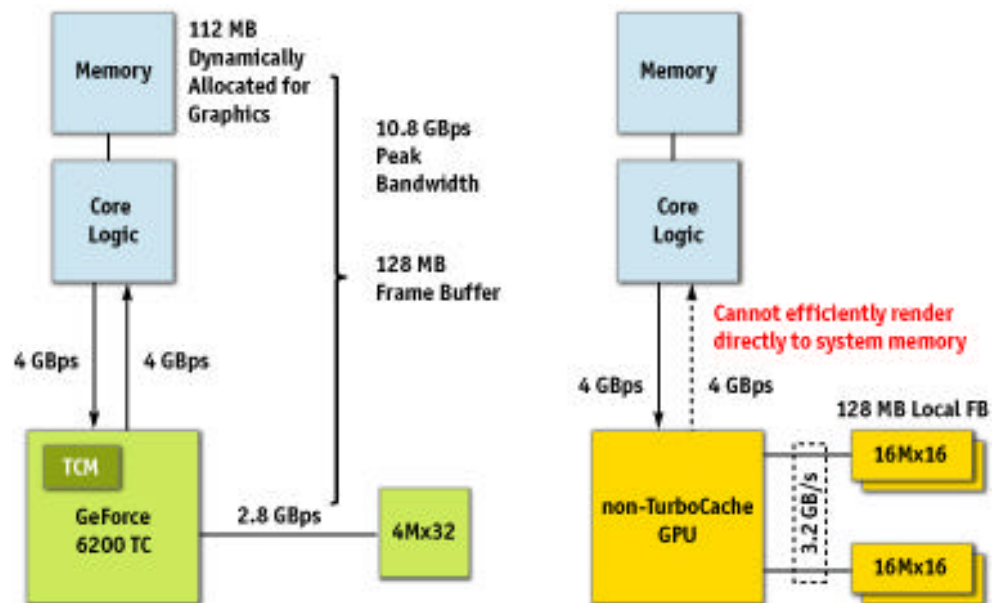 Memory
112 MB
Dynamically
Allocated for
Graphics
10.8 GBps
Peak
Bandwidth
Core
Logic
128 MB
Frame Buffer
4 GBps
4 GBps
TCM
GeForce
6200 TC
2.8 GBps
4Mx32
Memory
Core
Logic
Cannot efficiently render
directly to system memory
4 GBps
4 GBps
128 MB Local FB
non-TurboCache
GPU
3.2 GB/s
16Mx16
16Mx16